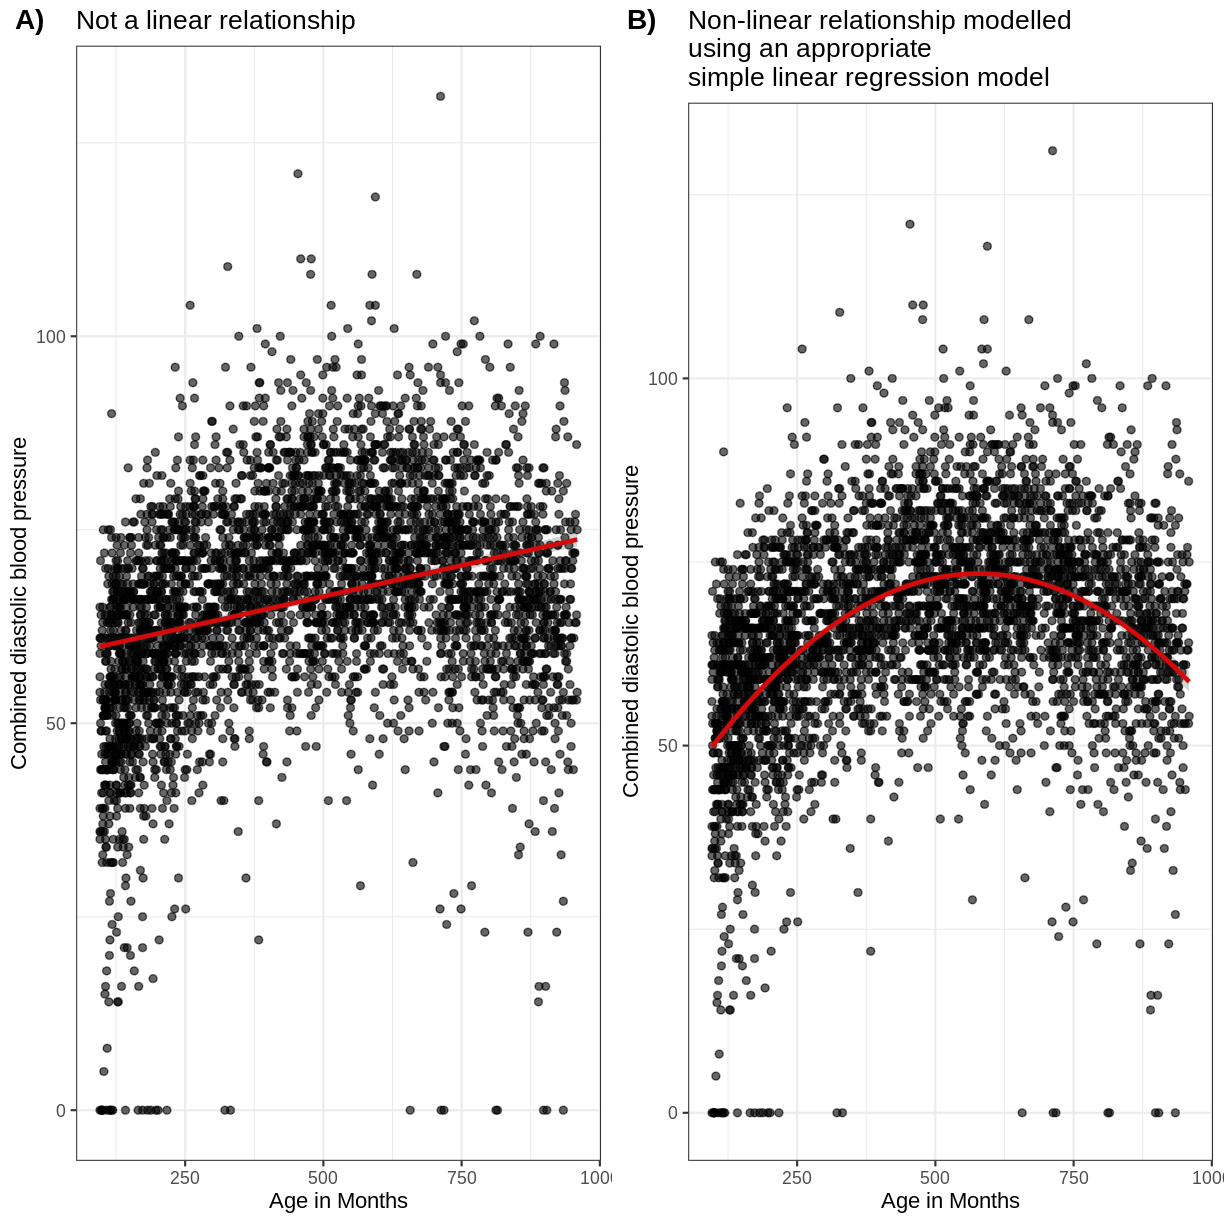 A) Not a linear relationship
Combined diastolic blood pressure
100
50
0
250 500 750 100
Age in Months
B) Non-linear relationship modelled
using an appropriate
simple linear regression model
Combined diastolic blood pressure
100
50
0
250 500 750 1000
Age in Months